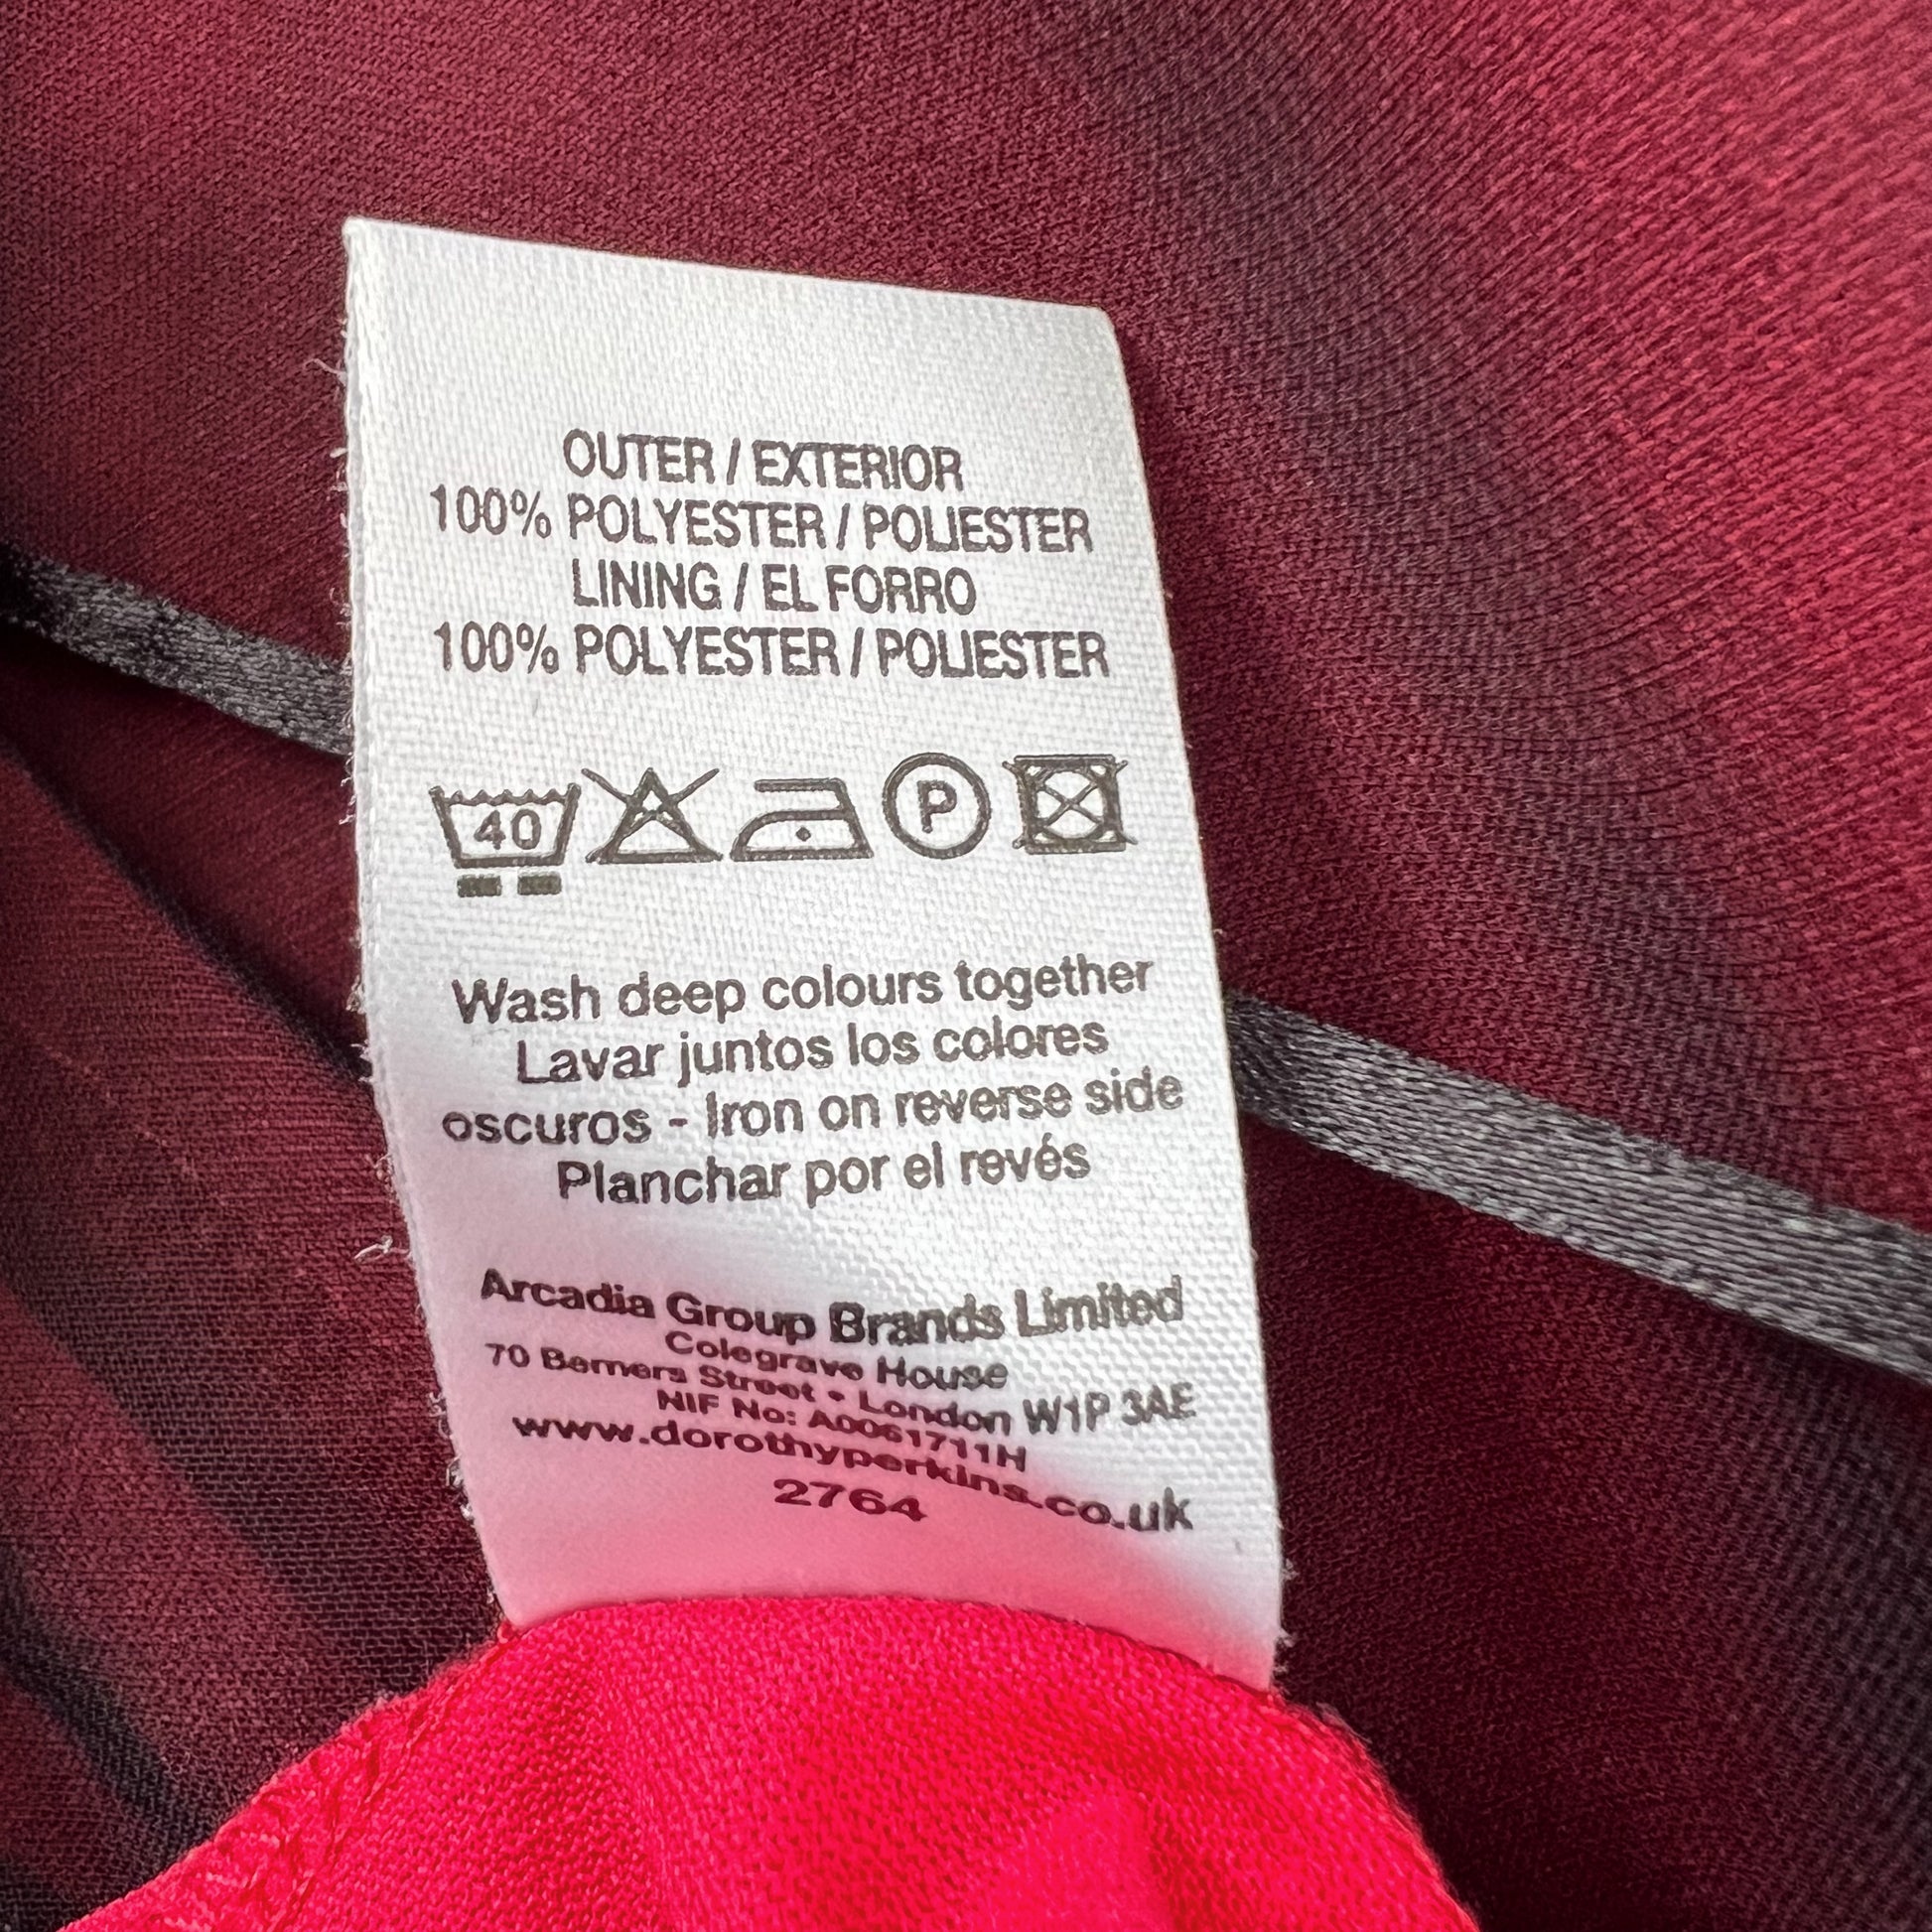 OUTER / EXTERIOR
100% POLYESTER / POLIESTER
LINING / EL FORRO
100% POLYESTER / POLIESTER
40 P
Wash deep colours together
Lavar juntos los colores
oscuros - Iron on reverse side
Planchar por el revés
Arcadia Group Brands Limited
Colegrave House
70 Berners Street • London W1P 3AE
NIF No: A0061711H
www.dorothyperkins.co.uk
2764